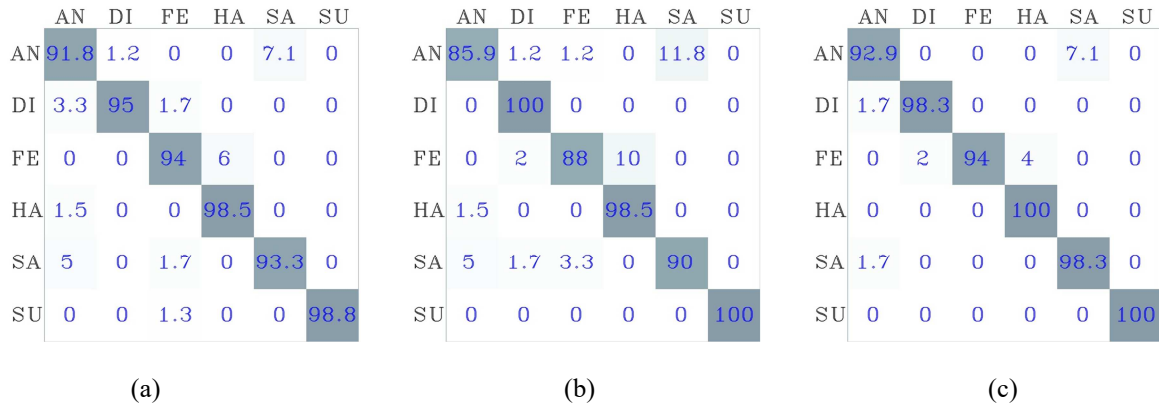 AN DI FE HA SA SU
AN 91.8 1.2 0 0 7.1 0
DI 3.3 95 1.7 0 0 0
FE 0 0 94 6 0 0
HA 1.5 0 0 98.5 0 0
SA 5 0 1.7 0 93.3 0
SU 0 0 1.3 0 0 98.8
(a)
AN DI FE HA SA SU
AN 85.9 1.2 1.2 0 11.8 0
DI 0 100 0 0 0 0
FE 0 2 88 10 0 0
HA 1.5 0 0 98.5 0 0
SA 5 1.7 3.3 0 90 0
SU 0 0 0 0 0 100
(b)
AN DI FE HA SA SU
AN 92.9 0 0 0 7.1 0
DI 1.7 98.3 0 0 0 0
FE 0 2 94 4 0 0
HA 0 0 0 100 0 0
SA 1.7 0 0 0 98.3 0
SU 0 0 0 0 0 100
(c)